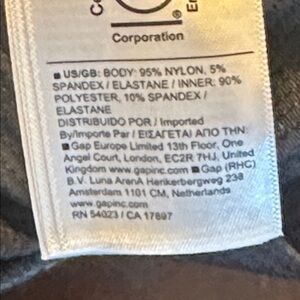 Co
®
En
Corporation
■ US/GB: BODY: 95% NYLON, 5%
SPANDEX / ELASTANE / INNER: 90%
POLYESTER, 10% SPANDEX /
ELASTANE
DISTRIBUIDO POR / Imported
By/Importe Par / ΕΙΣΑΓΕΤΑΙ ΑΠΟ ΤΗΝ:
■ Gap Europe Limited 13th Floor, One
Angel Court, London, EC2R 7HJ, United
Kingdom www.gapinc.com ■ Gap (RHC)
B.V. Luna ArenA Herikerbergweg 238
Amsterdam 1101 CM, Netherlands
www.gapinc.com
RN 54023 / CA 17897